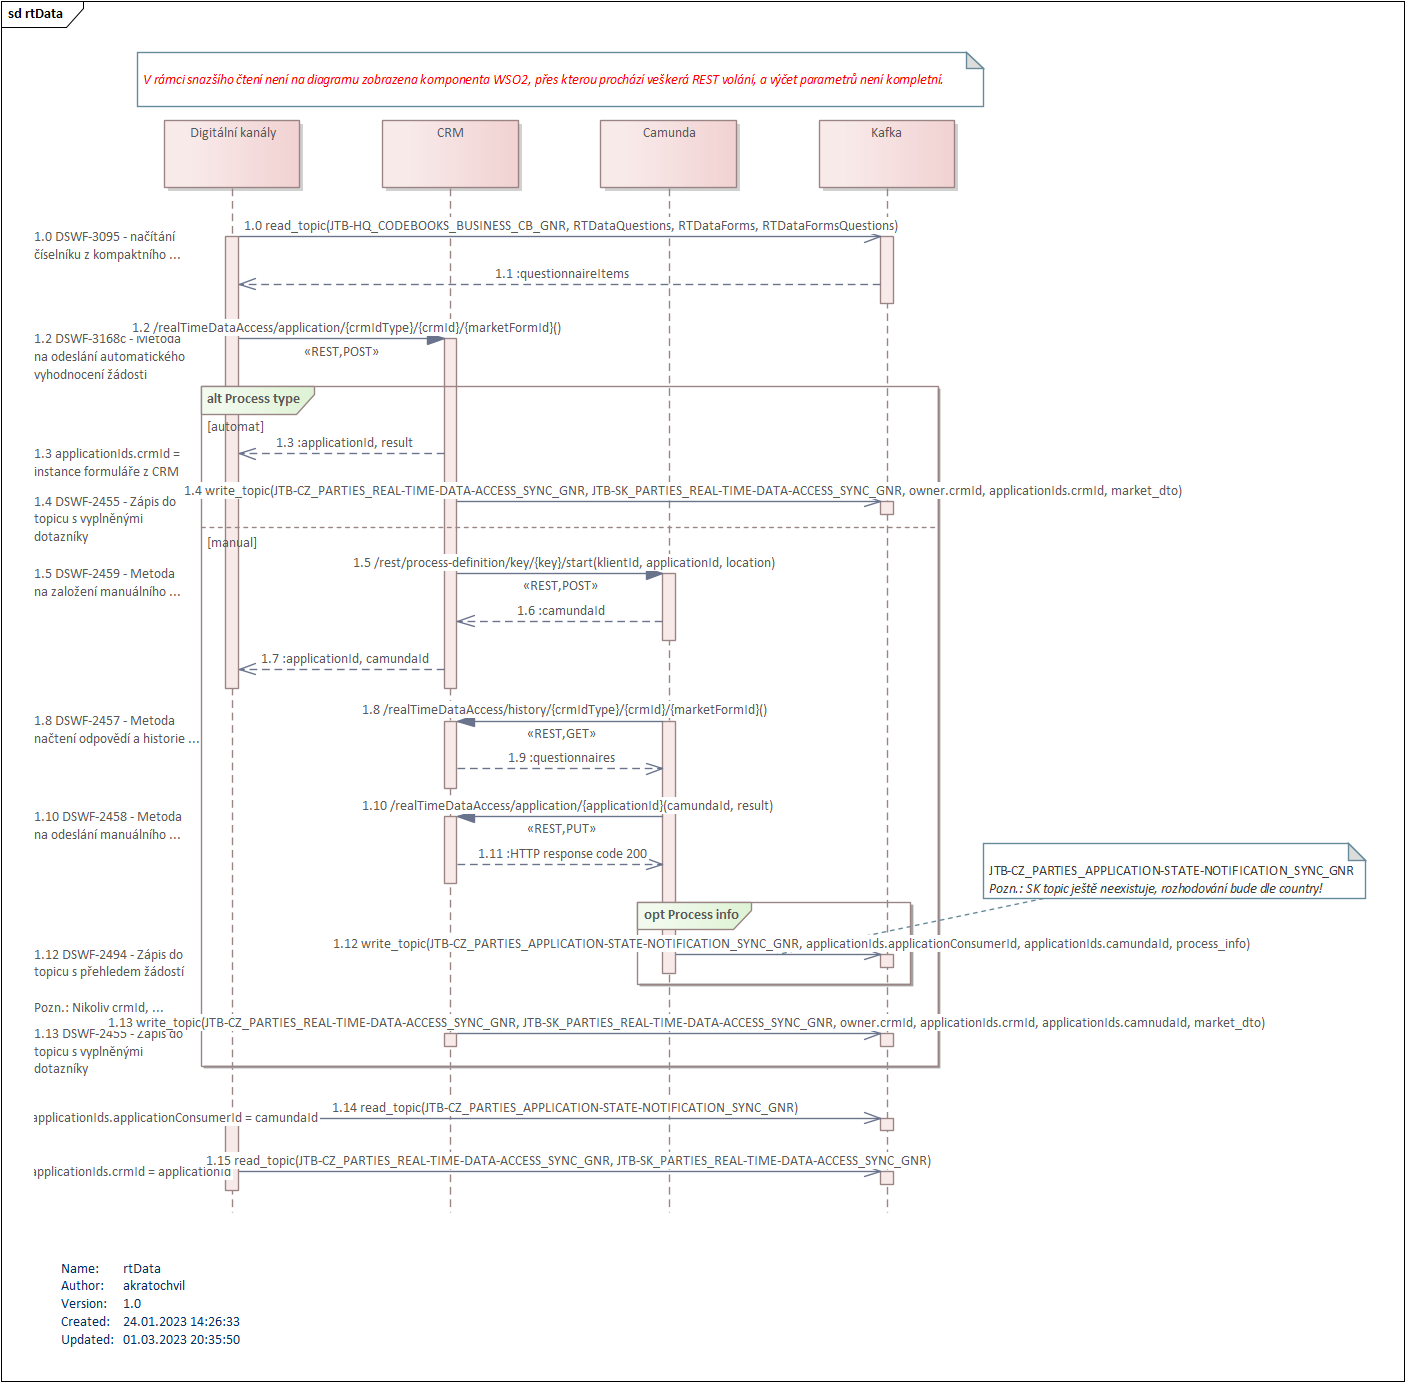 sd rtData
V rámci snazšího čtení není na diagramu zobrazena komponenta WSO2, přes kterou prochází veškerá REST volání, a výčet parametrů není kompletní.
Digitální kanály
CRM
Camunda
Kafka
1.0 read_topic(JTB-HQ_CODEBOOKS_BUSINESS_CB_GNR, RTDataQuestions, RTDataForms, RTDataFormsQuestions)
1.0 DSWF-3095 - načítání
číselníku z kompaktního ...
1.1 :questionnaireItems
1.2 /realTimeDataAccess/application/{crmIdType}/{crmId}/{marketFormId}()
«REST,POST»
1.2 DSWF-3168c - Metoda
na odeslání automatického
vyhodnocení žádosti
alt Process type
[automat]
1.3 :applicationId, result
1.3 applicationIds.crmId =
instance formuláře z CRM
1.4 write_topic(JTB-CZ_PARTIES_REAL-TIME-DATA-ACCESS_SYNC_GNR, JTB-SK_PARTIES_REAL-TIME-DATA-ACCESS_SYNC_GNR, owner.crmId, applicationIds.crmId, market_dto)
1.4 DSWF-2455 - Zápis do
topicu s vyplněnými
dotazníky
[manual]
1.5 /rest/process-definition/key/{key}/start(klientId, applicationId, location)
«REST,POST»
1.5 DSWF-2459 - Metoda
na založení manuálního ...
1.6 :camundaId
1.7 :applicationId, camundaId
1.8 /realTimeDataAccess/history/{crmIdType}/{crmId}/{marketFormId}()
«REST,GET»
1.8 DSWF-2457 - Metoda
načtení odpovědí a historie ...
1.9 :questionnaires
1.10 /realTimeDataAccess/application/{applicationId}(camundaId, result)
«REST,PUT»
1.10 DSWF-2458 - Metoda
na odeslání manuálního ...
1.11 :HTTP response code 200
JTB-CZ_PARTIES_APPLICATION-STATE-NOTIFICATION_SYNC_GNR
Pozn.: SK topic ještě neexistuje, rozhodování bude dle country!
opt Process info
1.12 write_topic(JTB-CZ_PARTIES_APPLICATION-STATE-NOTIFICATION_SYNC_GNR, applicationIds.applicationConsumerId, applicationIds.camundaId, process_info)
1.12 DSWF-2494 - Zápis do
topicu s přehledem žádostí
Pozn.: Nikoliv crmId, ...
1.13 write_topic(JTB-CZ_PARTIES_REAL-TIME-DATA-ACCESS_SYNC_GNR, JTB-SK_PARTIES_REAL-TIME-DATA-ACCESS_SYNC_GNR, owner.crmId, applicationIds.crmId, applicationIds.camnudaId, market_dto)
1.13 DSWF-2455 - Zápis do
topicu s vyplněnými
dotazníky
1.14 read_topic(JTB-CZ_PARTIES_APPLICATION-STATE-NOTIFICATION_SYNC_GNR)
applicationIds.applicationConsumerId = camundaId
1.15 read_topic(JTB-CZ_PARTIES_REAL-TIME-DATA-ACCESS_SYNC_GNR, JTB-SK_PARTIES_REAL-TIME-DATA-ACCESS_SYNC_GNR)
applicationIds.crmId = applicationId
Name: rtData
Author: akratochvil
Version: 1.0
Created: 24.01.2023 14:26:33
Updated: 01.03.2023 20:35:50